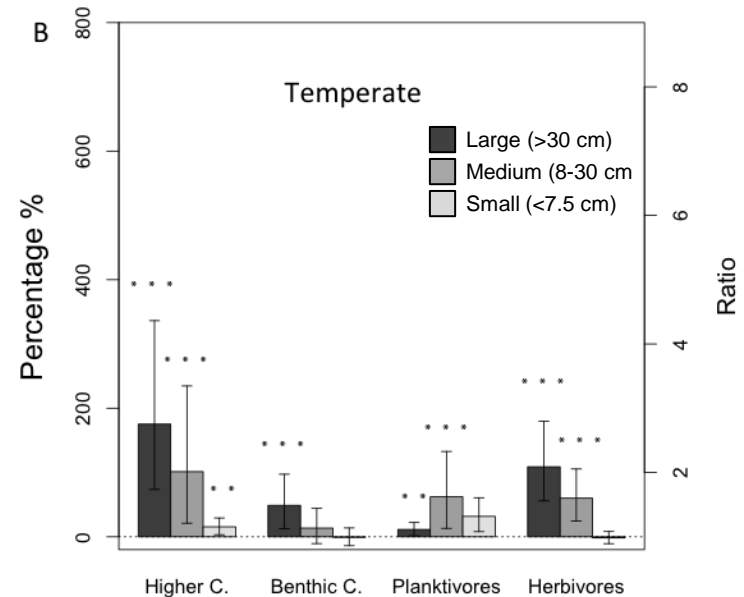 B
Temperate
Large (>30 cm)
Medium (8-30 cm
Small (<7.5 cm)
Percentage %
800
600
400
200
0
Ratio
8
6
4
2
* * *
* * *
* *
* * *
* *
* * *
* * *
* * *
Higher C. Benthic C. Planktivores Herbivores